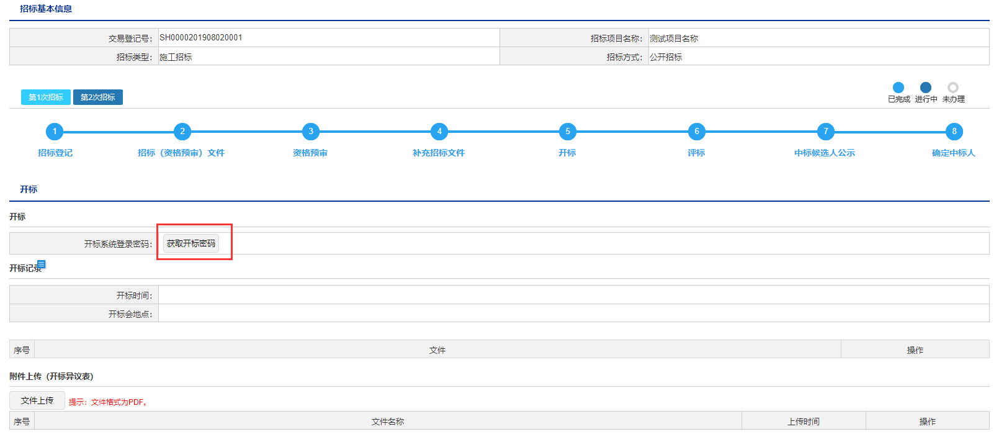 招标基本信息
交易登记号： SH0000201908020001 招标项目名称： 测试项目名称
招标类型： 施工招标 招标方式： 公开招标
第1次招标 第2次招标 已完成 进行中 未办理
1 2 3 4 5 6 7 8
招标登记 招标（资格预审）文件 资格预审 补充招标文件 开标 评标 中标候选人公示 确定中标人
开标
开标
开标系统登录密码： 获取开标密码
开标记录
开标时间：
开标会地点：
序号 文件 操作
附件上传（开标异议表）
文件上传 提示：文件格式为PDF。
序号 文件名称 上传时间 操作